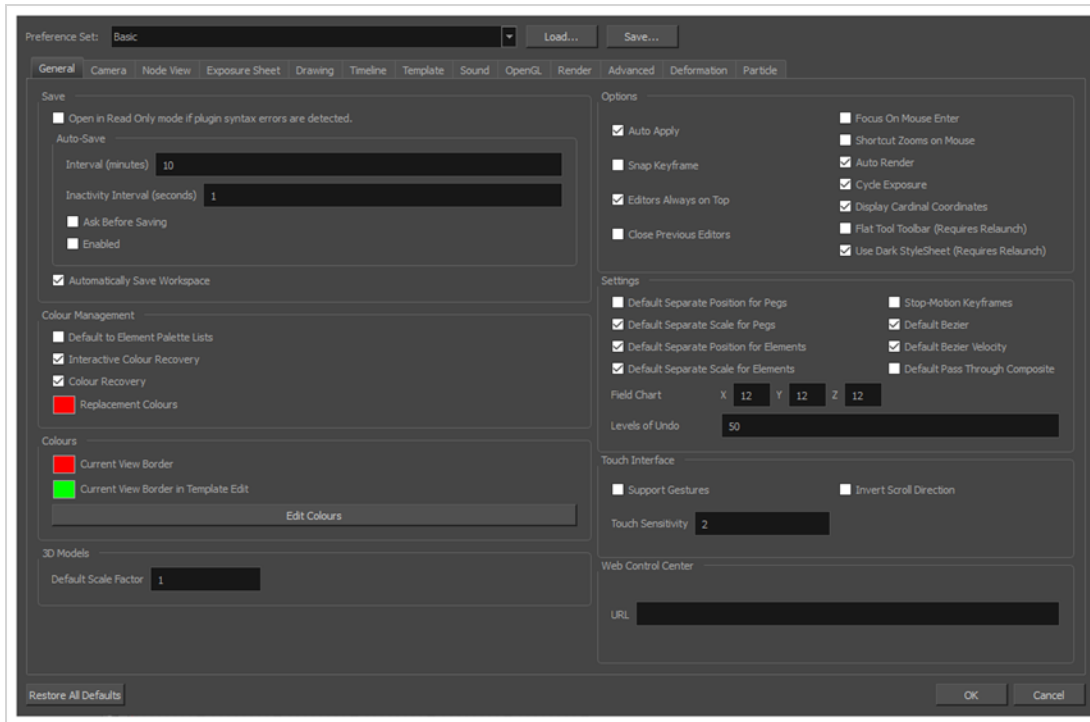 Preference Set: Basic Load... Save...
General Camera Node View Exposure Sheet Drawing Timeline Template Sound OpenGL Render Advanced Deformation Particle
Save
Open in Read Only mode if plugin syntax errors are detected.
Auto-Save
Interval (minutes) 10
Inactivity Interval (seconds) 1
Ask Before Saving
Enabled
Automatically Save Workspace
Colour Management
Default to Element Palette Lists
Interactive Colour Recovery
Colour Recovery
Replacement Colours
Colours
Current View Border
Current View Border in Template Edit
Edit Colours
3D Models
Default Scale Factor 1
Options
Auto Apply
Snap Keyframe
Editors Always on Top
Close Previous Editors
Focus On Mouse Enter
Shortcut Zooms on Mouse
Auto Render
Cycle Exposure
Display Cardinal Coordinates
Flat Tool Toolbar (Requires Relaunch)
Use Dark StyleSheet (Requires Relaunch)
Settings
Default Separate Position for Pegs
Default Separate Scale for Pegs
Default Separate Position for Elements
Default Separate Scale for Elements
Stop-Motion Keyframes
Default Bezier
Default Bezier Velocity
Default Pass Through Composite
Field Chart X 12 Y 12 Z 12
Levels of Undo 50
Touch Interface
Support Gestures Invert Scroll Direction
Touch Sensitivity 2
Web Control Center
URL
Restore All Defaults OK Cancel